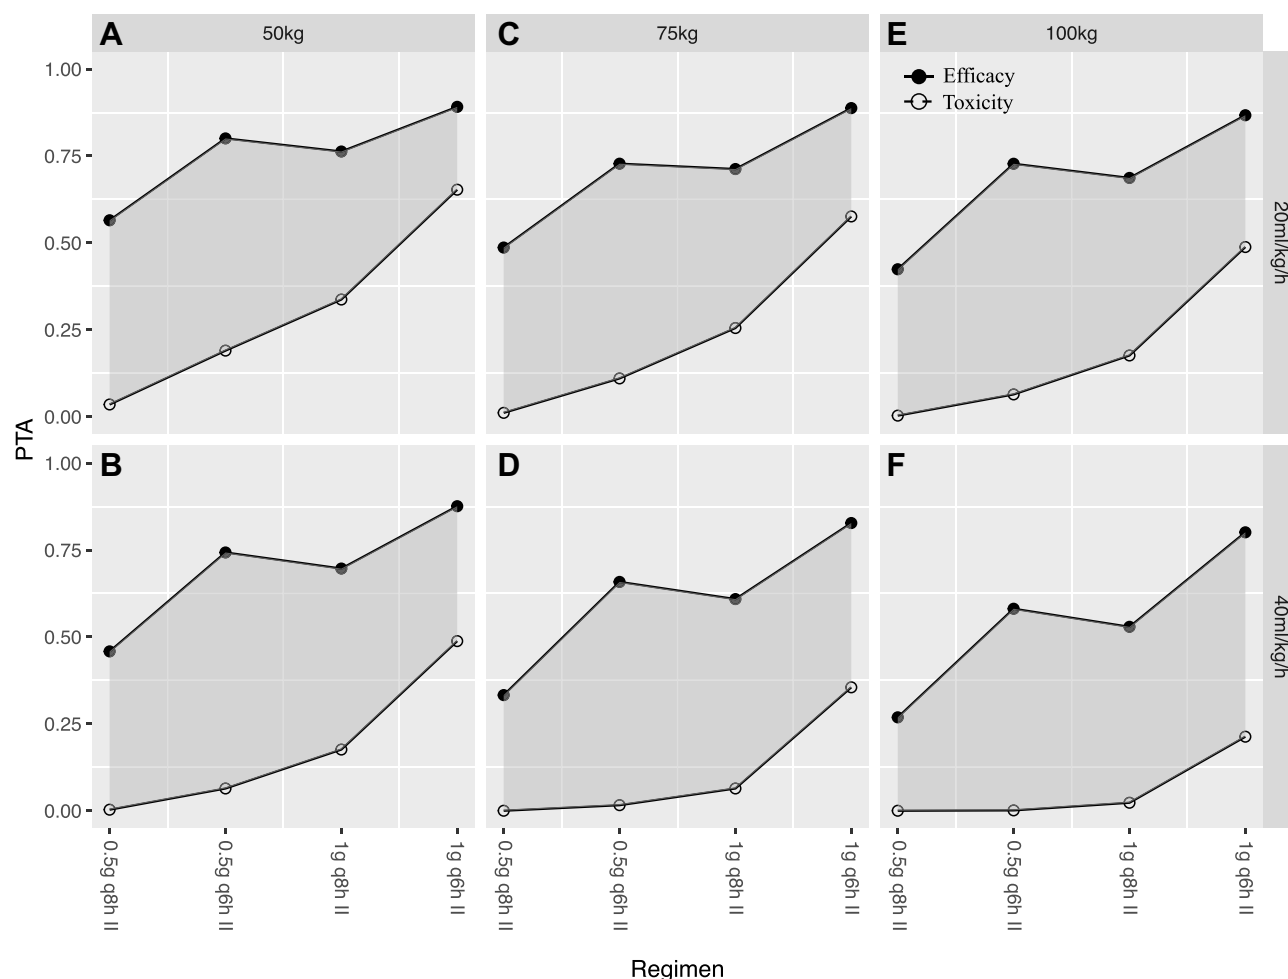 A 50kg
C 75kg
E 100kg
Efficacy
Toxicity
1.00
0.75
0.50
0.25
0.00
20ml/kg/h
PTA
B
D
F
1.00
0.75
0.50
0.25
0.00
40ml/kg/h
0.5g q8h II
0.5g q6h II
1g q8h II
1g q6h II
0.5g q8h II
0.5g q6h II
1g q8h II
1g q6h II
0.5g q8h II
0.5g q6h II
1g q8h II
1g q6h II
Regimen